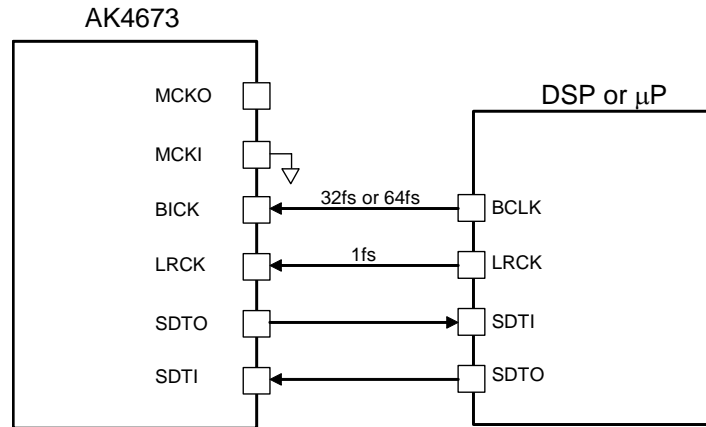 AK4673
DSP or μP
MCKO
MCKI
BICK
32fs or 64fs
BCLK
LRCK
1fs
LRCK
SDTO
SDTI
SDTI
SDTO